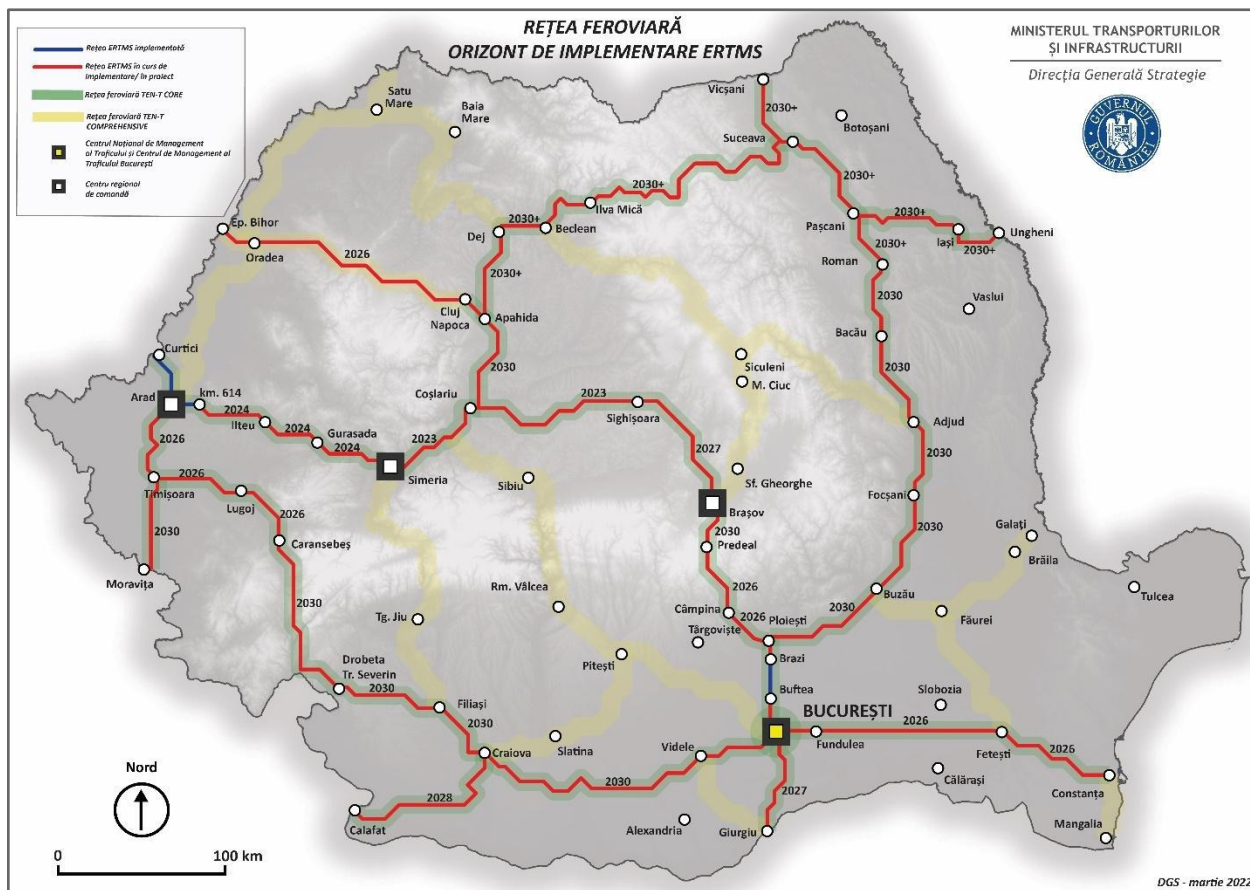 REȚEA FEROVIARĂ
ORIZONT DE IMPLEMENTARE ERTMS
MINISTERUL TRANSPORTURILOR
ȘI INFRASTRUCTURII
Direcția Generală Strategie
GUVERNUL
ROMÂNIEI
Rețea ERTMS implementată
Rețea ERTMS în curs de
implementare/ în proiect
Rețea feroviară TEN-T CORE
Rețea feroviară TEN-T
COMPREHENSIVE
Centrul Național de Management
al Traficului și Centrul de Management al
Traficului București
Centru regional
de comandă
Satu
Mare
Baia
Mare
Vicșani
2030+
Botoșani
Suceava
2030+
2030+
Ilva Mică
2030+
Beclean
Dej
Pașcani
2030+
Iași
Ungheni
2030+
2030+
Roman
Ep. Bihor
Oradea
2026
2030+
Cluj
Napoca
Apahida
2030
Vaslui
Bacău
2030
Curtici
Arad
km. 614
2024
Ilteu
2024
Gurasada
2024
Simeria
2023
Coșlariu
2030
2023
Sighișoara
2027
Siculeni
M. Ciuc
2030
Adjud
2030
Sf. Gheorghe
Sibiu
Brașov
2030
Predeal
Focșani
2030
2026
2026
Timișoara
Lugoj
2026
Caransebeș
2030
Moravița
2030
Galați
Brăila
Tulcea
2026
Câmpina
2026
Ploiești
2030
Buzău
Făurei
Târgoviște
Rm. Vâlcea
Tg. Jiu
Pitești
Brazi
Buftea
Slobozia
BUCUREȘTI
2026
Fundulea
Fetești
2026
Constanța
Călărași
Mangalia
Drobeta
Tr. Severin
2030
Filiași
2030
Craiova
Slatina
Videle
2030
2027
2028
Calafat
Alexandria
Giurgiu
Nord
0
100 km
DGS - martie 2022